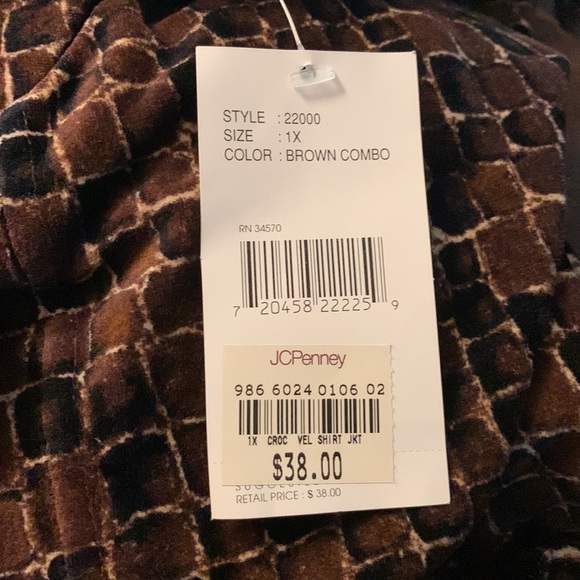 STYLE : 22000
SIZE : 1X
COLOR : BROWN COMBO
RN 34570
7 20458 22225 9
JCPenney
986 6024 0106 02
1X CROC VEL SHIRT JKT
$38.00
RETAIL PRICE : $ 38.00